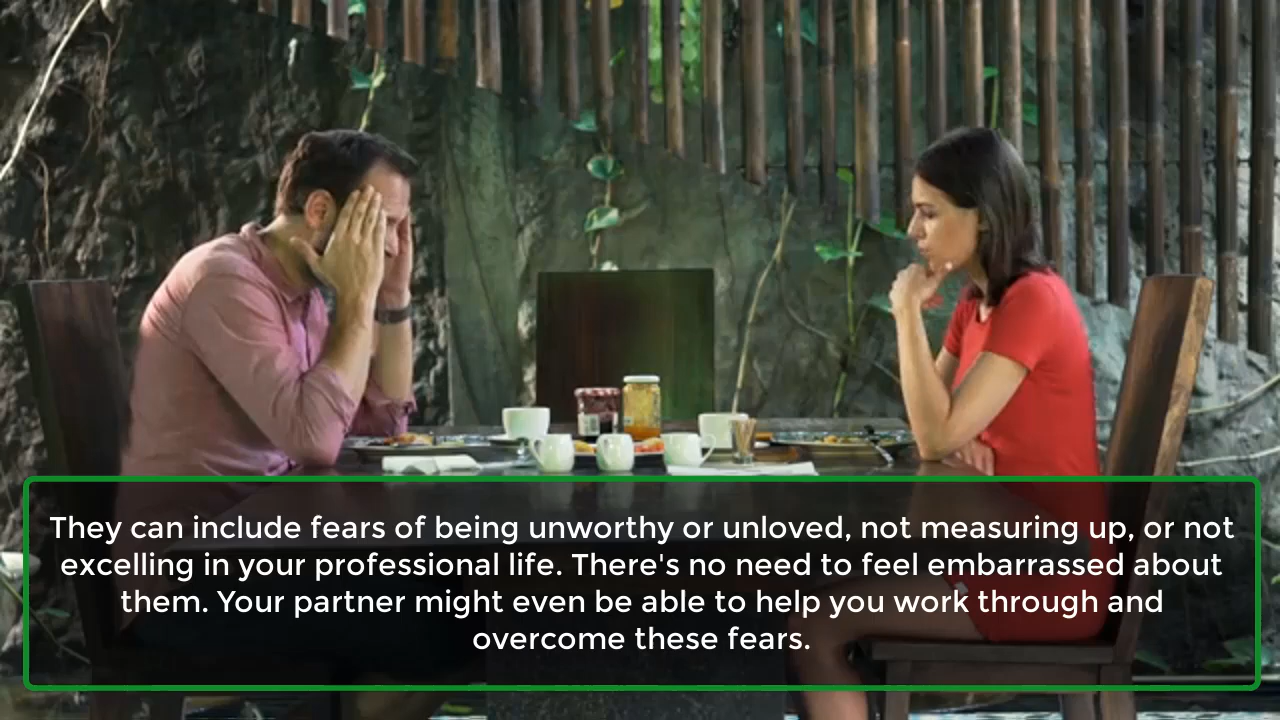 They can include fears of being unworthy or unloved, not measuring up, or not
excelling in your professional life. There's no need to feel embarrassed about
them. Your partner might even be able to help you work through and
overcome these fears.